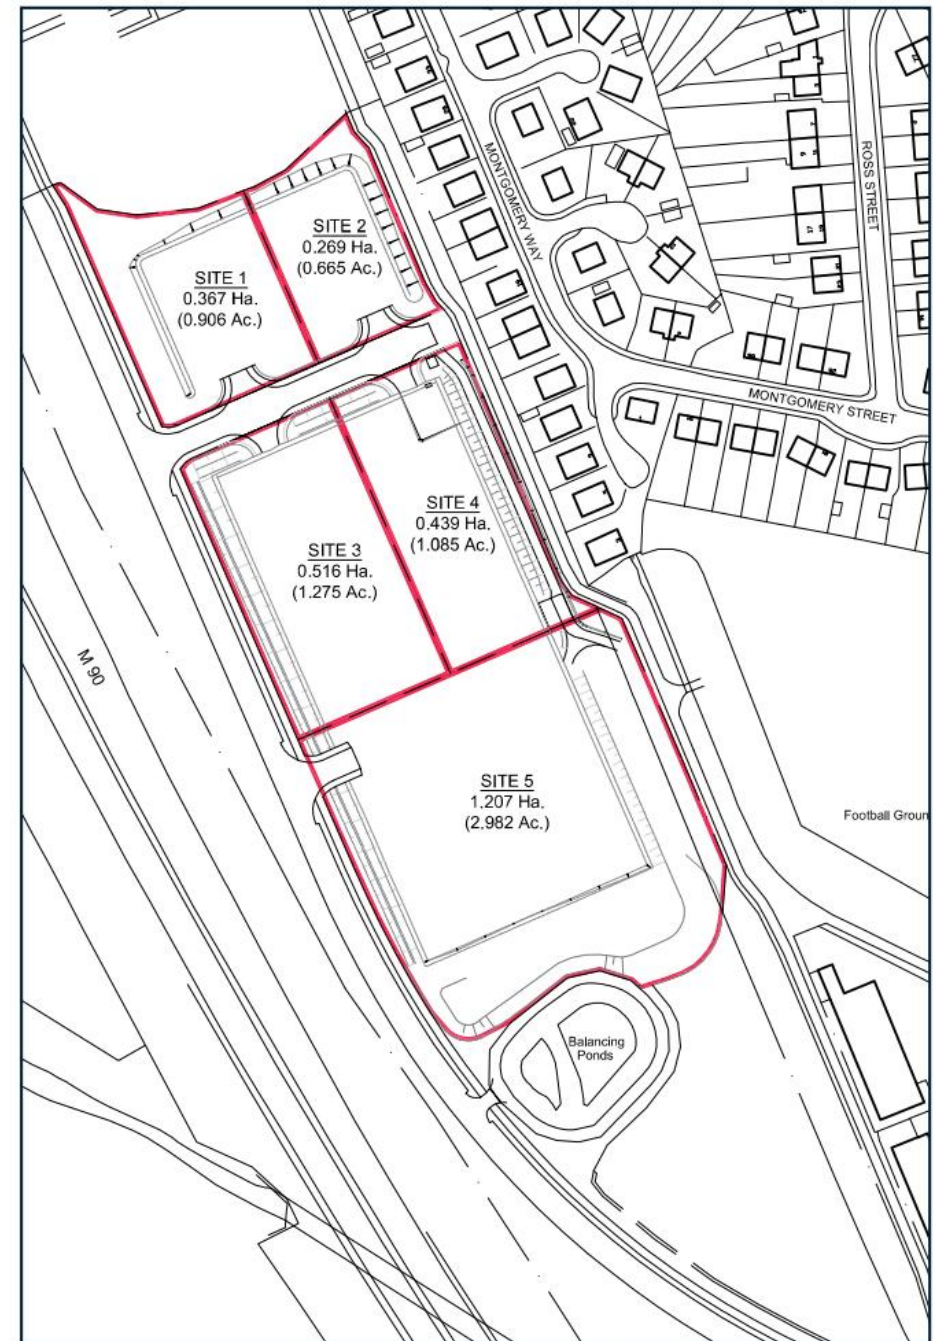 MONTGOMERY WAY
ROSS STREET
SITE 2
0.269 Ha.
(0.665 Ac.)
SITE 1
0.367 Ha.
(0.906 Ac.)
MONTGOMERY STREET
SITE 4
0.439 Ha.
(1.085 Ac.)
SITE 3
0.516 Ha.
(1.275 Ac.)
M 90
SITE 5
1.207 Ha.
(2.982 Ac.)
Football Groun
Balancing
Ponds